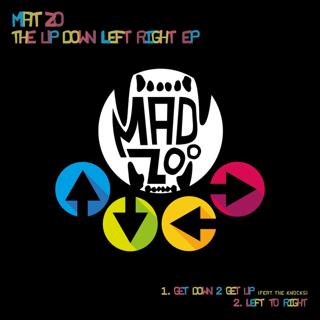 MAT ZO
THE UP DOWN LEFT RIGHT EP
MAD
ZOO
1. GET DOWN 2 GET UP (FEAT THE KNOCKS)
2. LEFT TO RIGHT